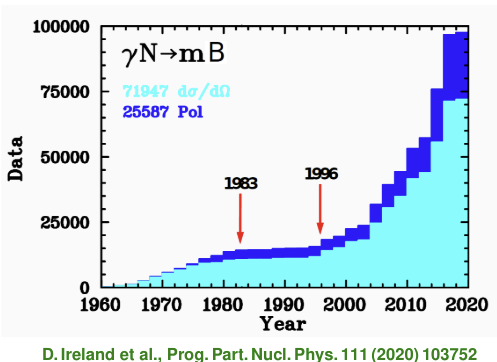 100000
75000
50000
25000
0
Data
γN→mB
71947 dσ/dΩ
25587 Pol
1983
1996
1960 1970 1980 1990 2000 2010 2020
Year
D. Ireland et al., Prog. Part. Nucl. Phys. 111 (2020) 103752